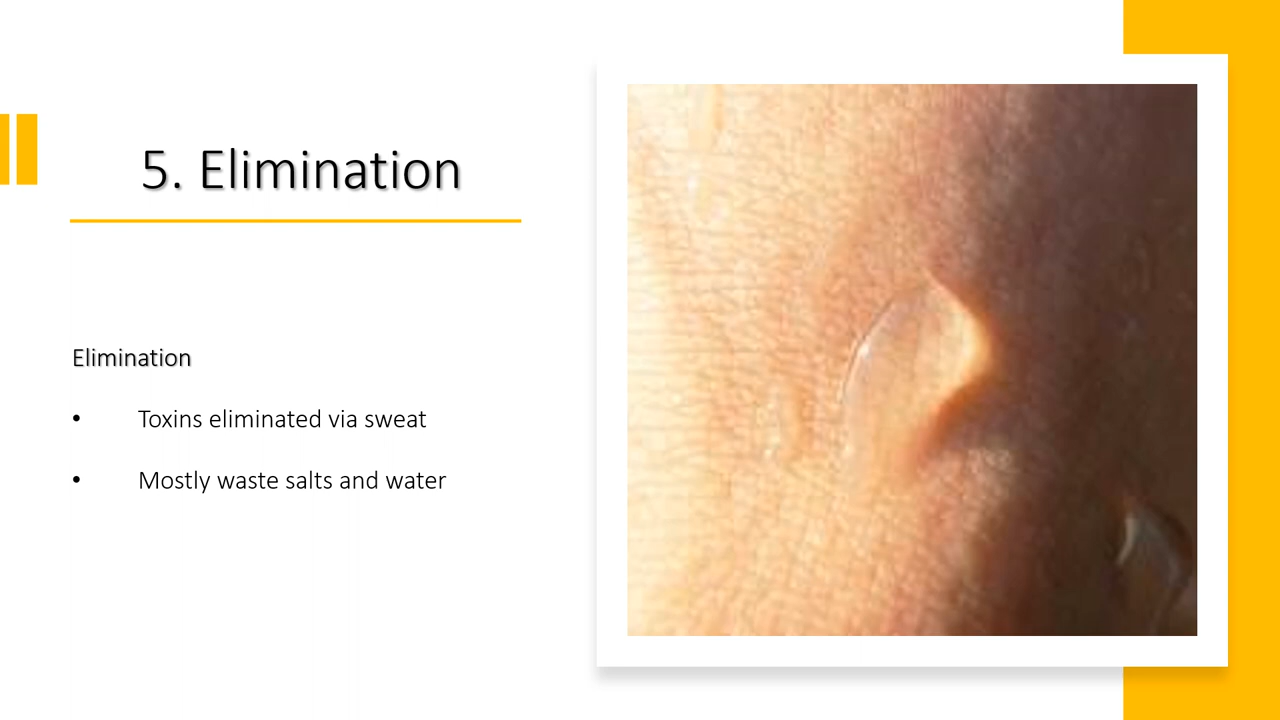 5. Elimination
Elimination
• Toxins eliminated via sweat
• Mostly waste salts and water